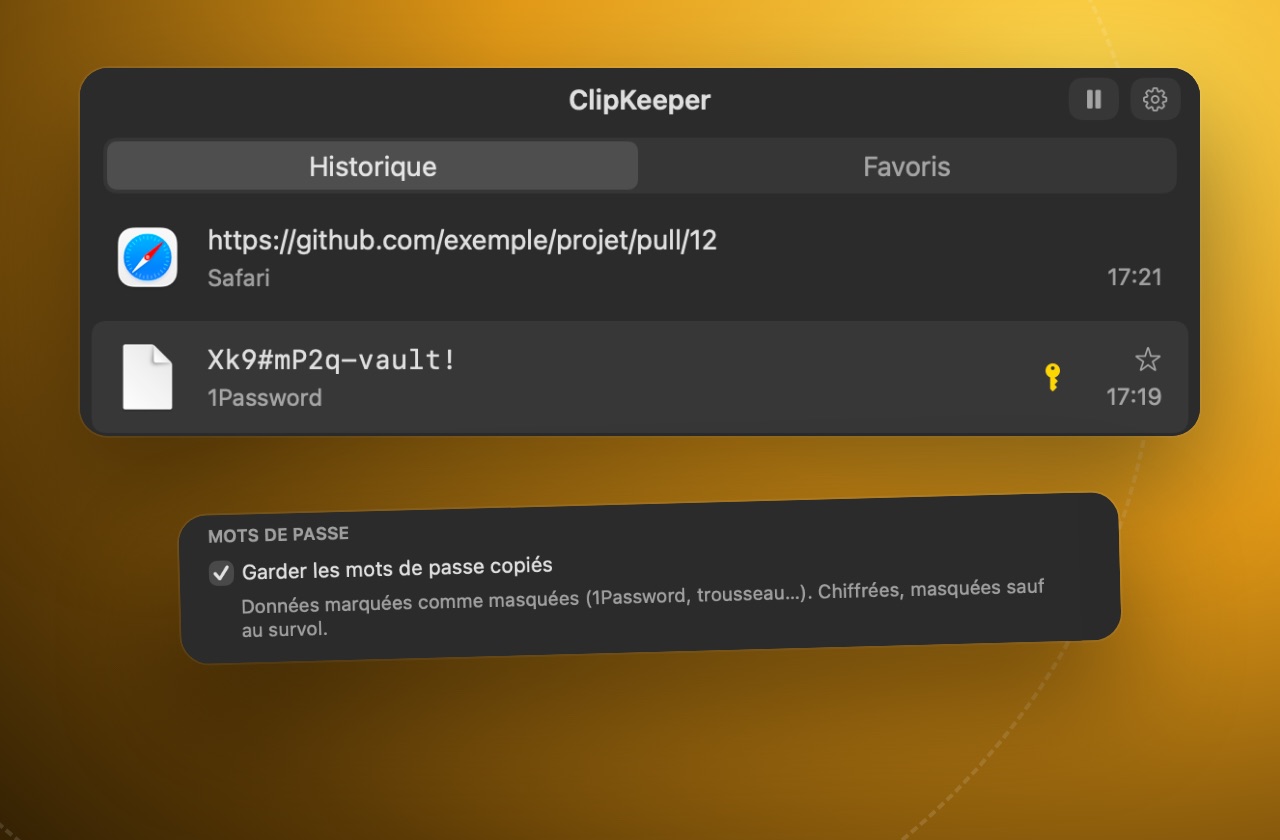 ClipKeeper
Historique
Favoris
https://github.com/exemple/projet/pull/12
Safari
17:21
Xk9#mP2q-vault!
1Password
17:19
MOTS DE PASSE
Garder les mots de passe copiés
Données marquées comme masquées (1Password, trousseau…). Chiffrées, masquées sauf
au survol.